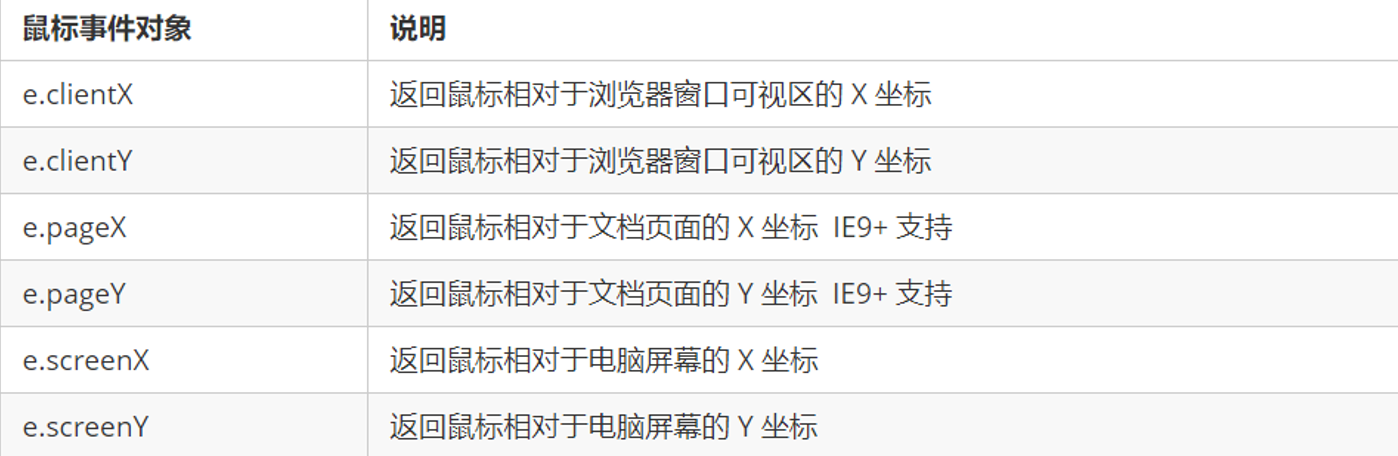 鼠标事件对象 说明
e.clientX 返回鼠标相对于浏览器窗口可视区的 X 坐标
e.clientY 返回鼠标相对于浏览器窗口可视区的 Y 坐标
e.pageX 返回鼠标相对于文档页面的 X 坐标 IE9+ 支持
e.pageY 返回鼠标相对于文档页面的 Y 坐标 IE9+ 支持
e.screenX 返回鼠标相对于电脑屏幕的 X 坐标
e.screenY 返回鼠标相对于电脑屏幕的 Y 坐标